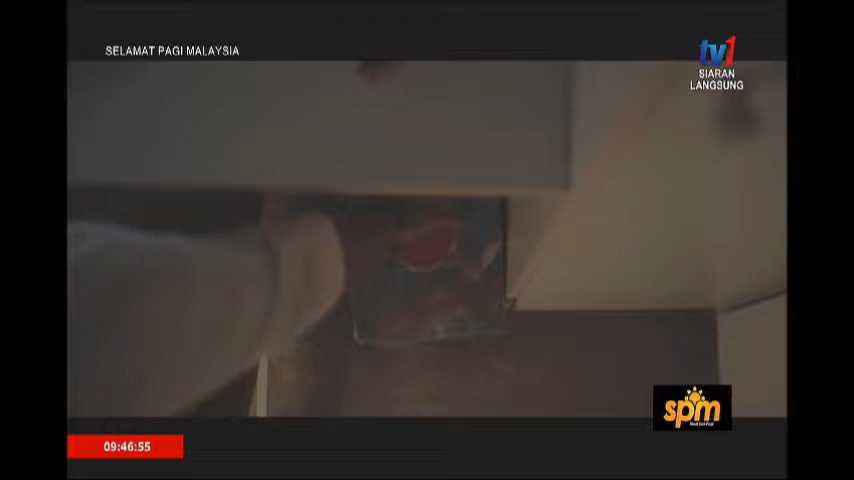 SELAMAT PAGI MALAYSIA
tv1
SIARAN
LANGSUNG
spm
09:46:55